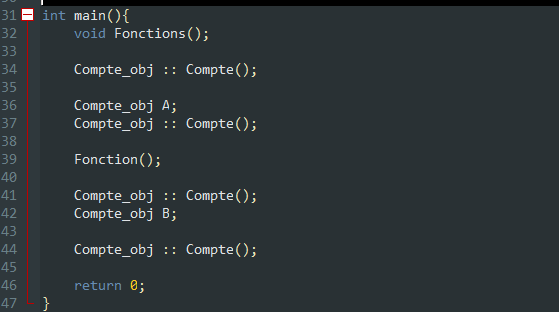 31 int main(){
32 void Fonctions();
33
34 Compte_obj :: Compte();
35
36 Compte_obj A;
37 Compte_obj :: Compte();
38
39 Fonction();
40
41 Compte_obj :: Compte();
42 Compte_obj B;
43
44 Compte_obj :: Compte();
45
46 return 0;
47 }